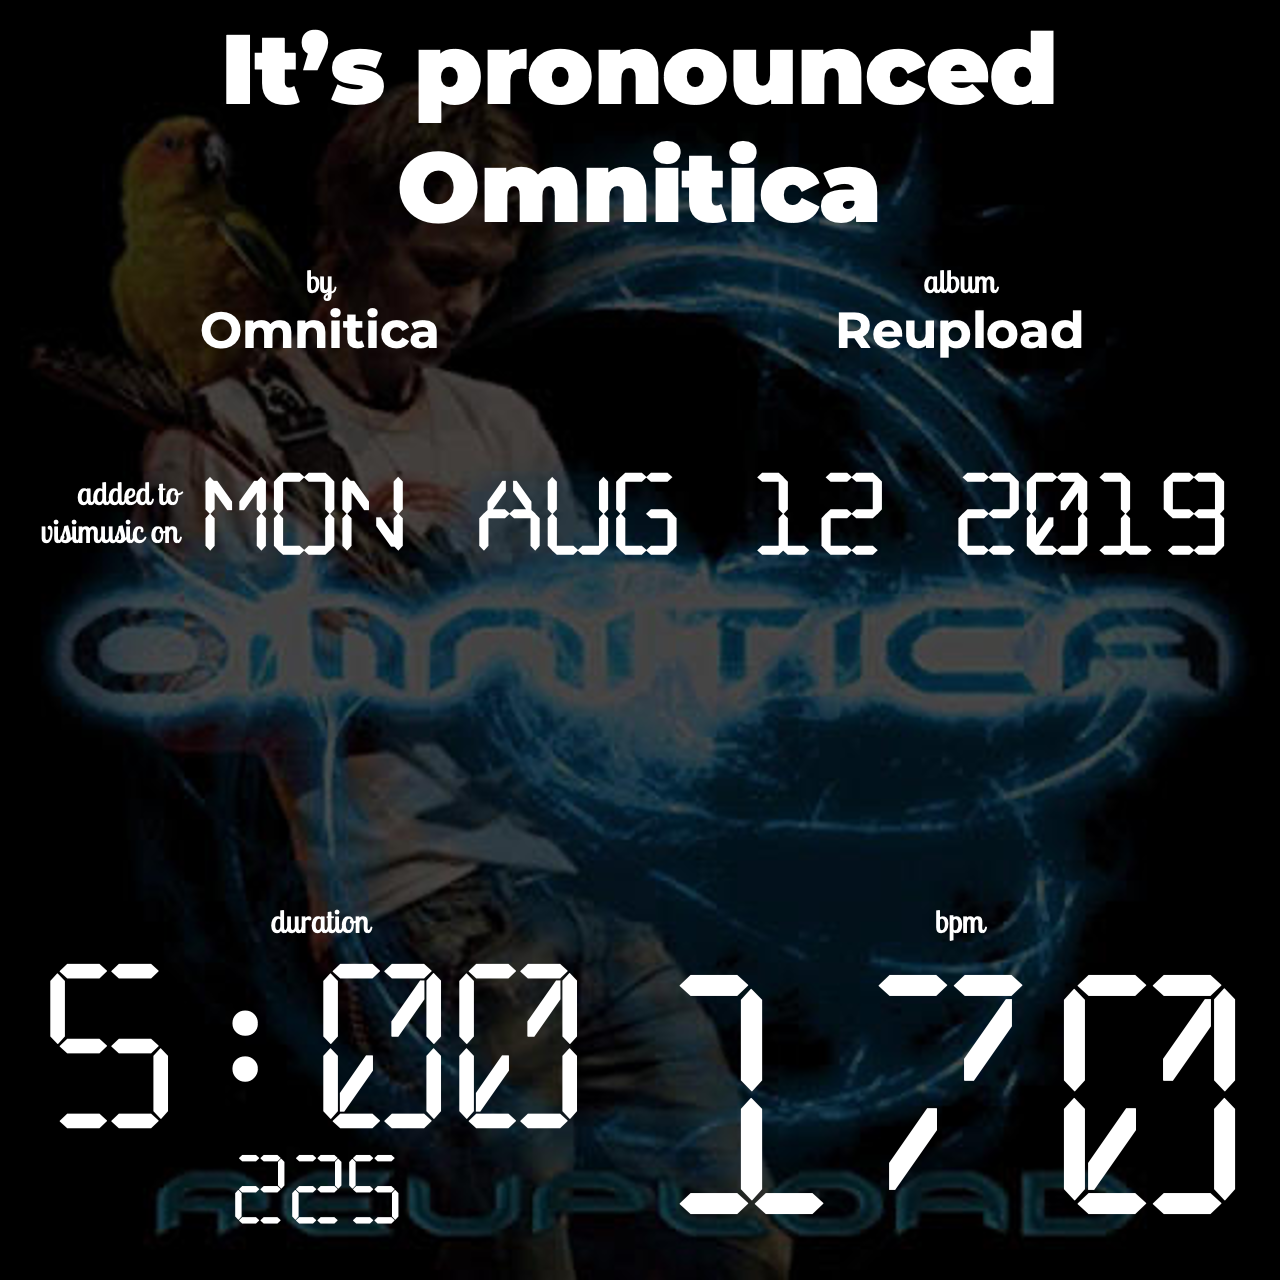 It’s pronounced
Omnitica
by
Omnitica
album
Reupload
added to
visimusic on
MON AUG 12 2019
OMNITICA
duration
5:00
225
bpm
170
REUPLOAD